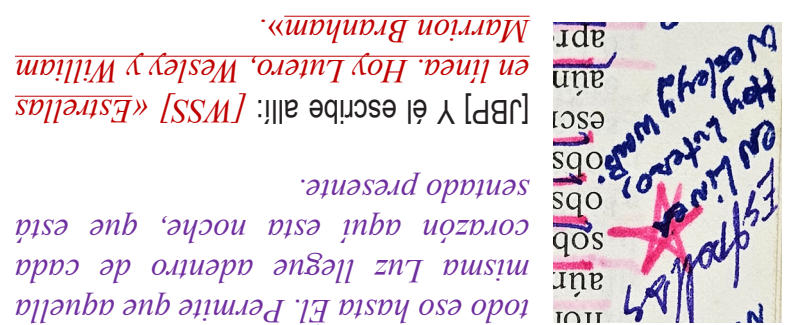 todo eso hasta Él. Permite que aquella
misma Luz llegue adentro de cada
corazón aquí esta noche, que está
sentado presente.
[JBP] Y él escribe allí: [WSS] «Estrellas
en línea. Hoy Lutero, Wesley y William
Marrion Branham».
Estrellas
en Linea
Hoy Lutero,
Wesley y WmB.